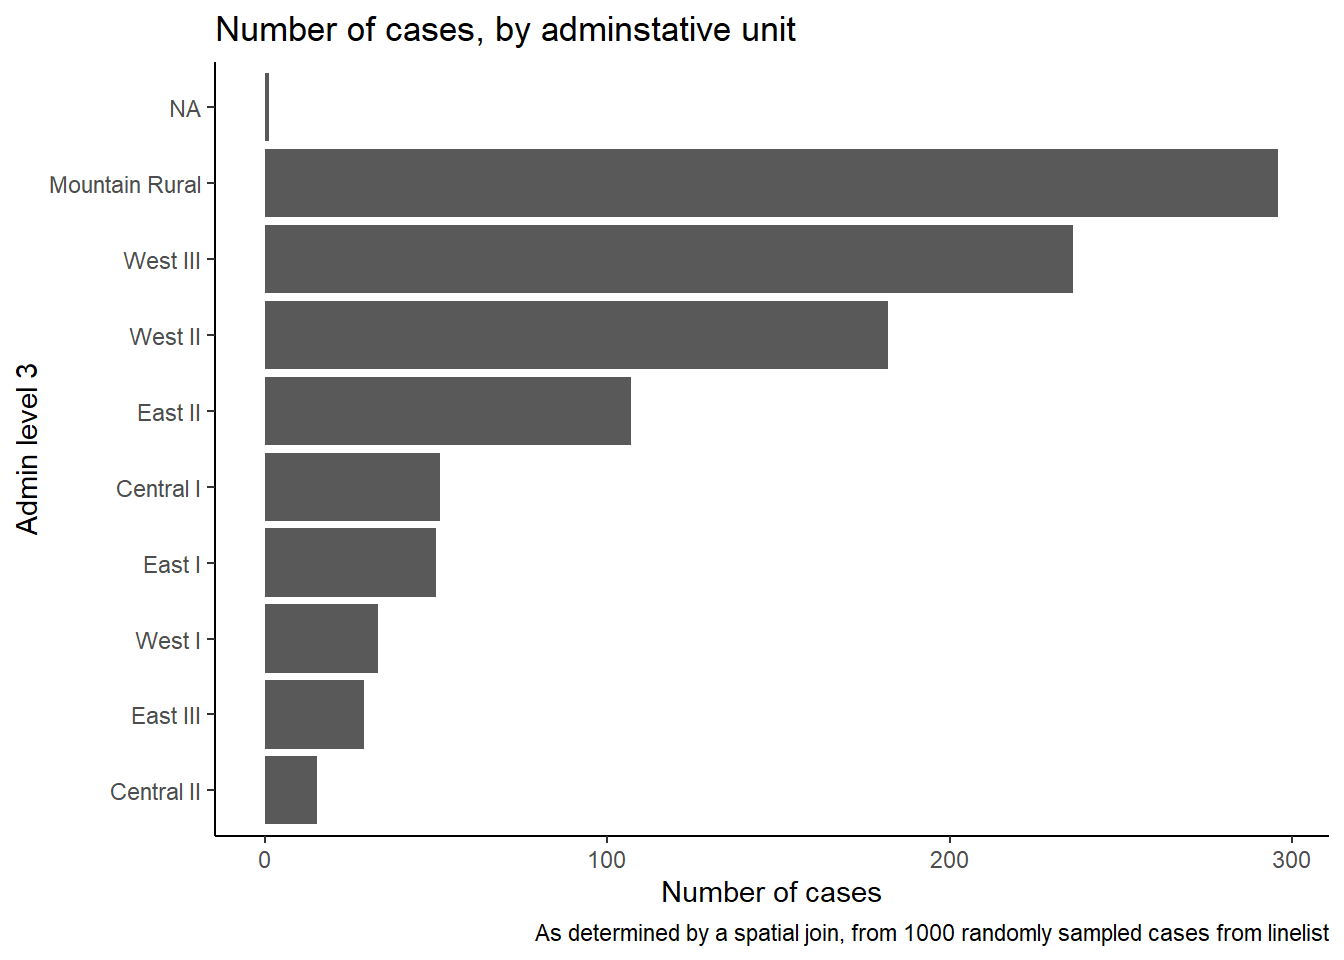 Number of cases, by adminstative unit
NA
Mountain Rural
West III
West II
East II
Central I
East I
West I
East III
Central II
Admin level 3
0 100 200 300
Number of cases
As determined by a spatial join, from 1000 randomly sampled cases from linelist